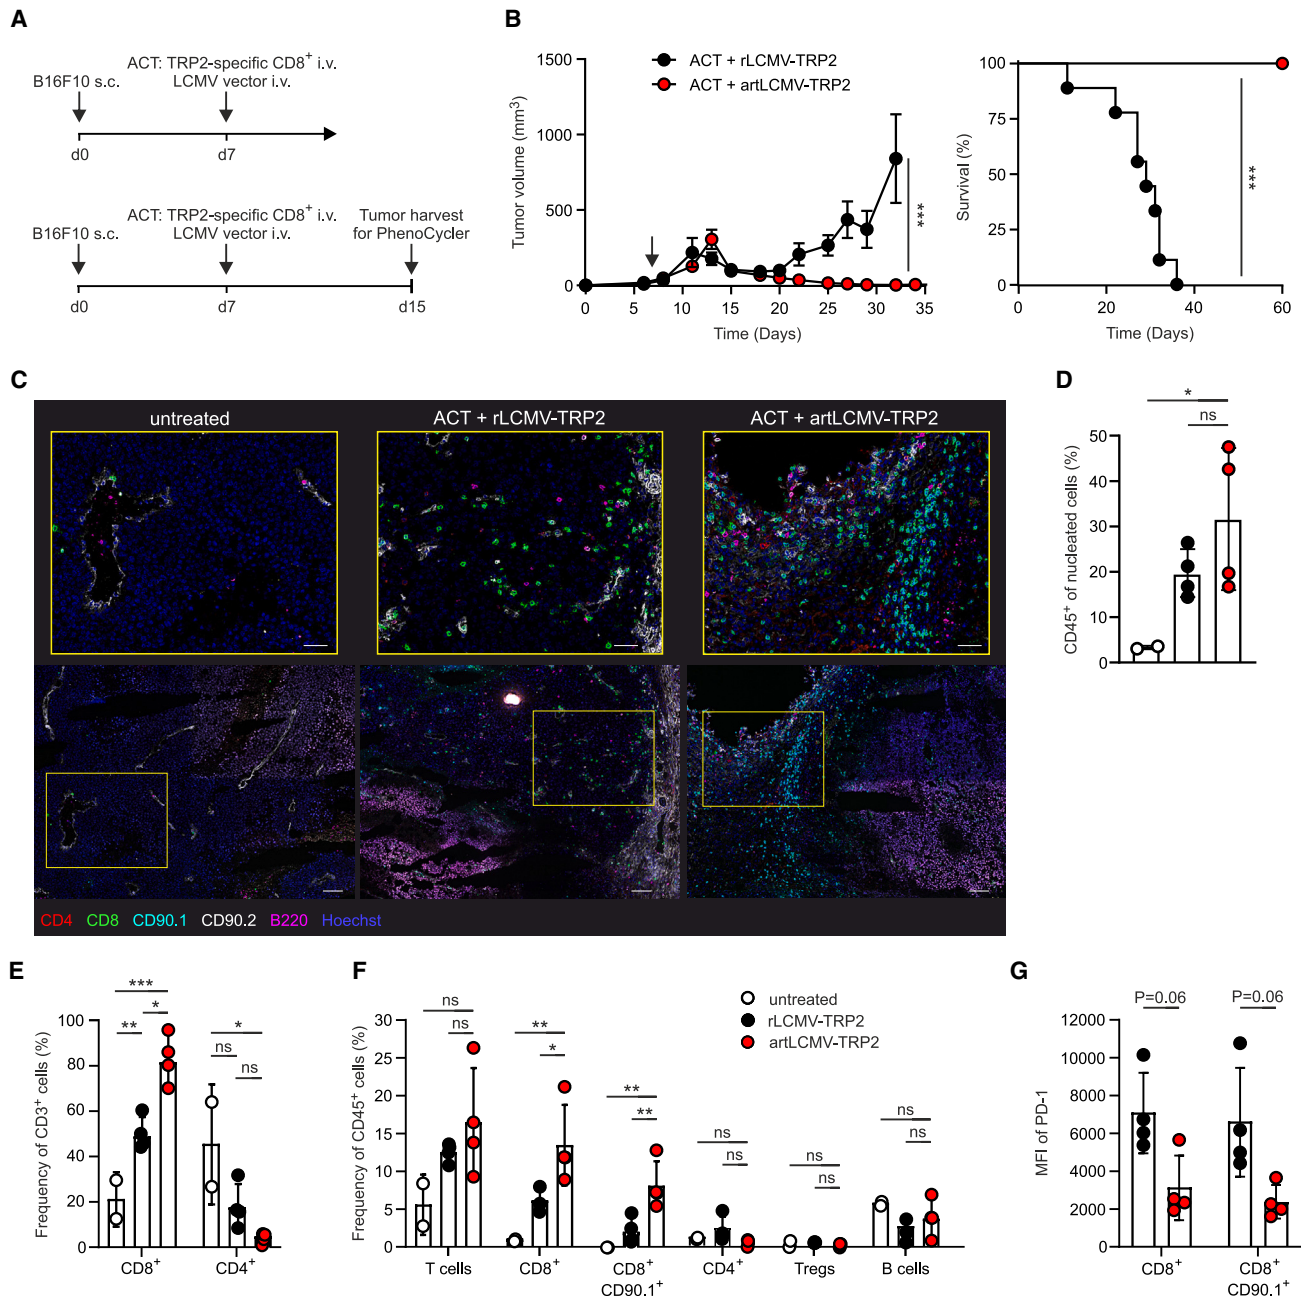 A
ACT: TRP2-specific CD8+ i.v.
B16F10 s.c. LCMV vector i.v.
d0 d7
ACT: TRP2-specific CD8+ i.v. Tumor harvest
B16F10 s.c. LCMV vector i.v. for PhenoCycler
d0 d7 d15
B
ACT + rLCMV-TRP2
ACT + artLCMV-TRP2
Tumor volume (mm3)
1500
1000
500
0
0 5 10 15 20 25 30 35
Time (Days)
***
Survival (%)
100
75
50
25
0
0 20 40 60
Time (Days)
***
C
untreated ACT + rLCMV-TRP2 ACT + artLCMV-TRP2
CD4 CD8 CD90.1 CD90.2 B220 Hoechst
D
*
ns
CD45+ of nucleated cells (%)
50
40
30
20
10
0
E
*** *
** * ns ns
Frequency of CD3+ cells (%)
100
80
60
40
20
0
CD8+ CD4+
F
untreated
rLCMV-TRP2
artLCMV-TRP2
ns ** ** ns ns ns
ns * ** ns ns ns
Frequency of CD45+ cells (%)
30
25
20
15
10
5
0
T cells CD8+ CD8+ CD90.1+ CD4+ Tregs B cells
G
P=0.06 P=0.06
MFI of PD-1
12000
10000
8000
6000
4000
2000
0
CD8+ CD8+ CD90.1+